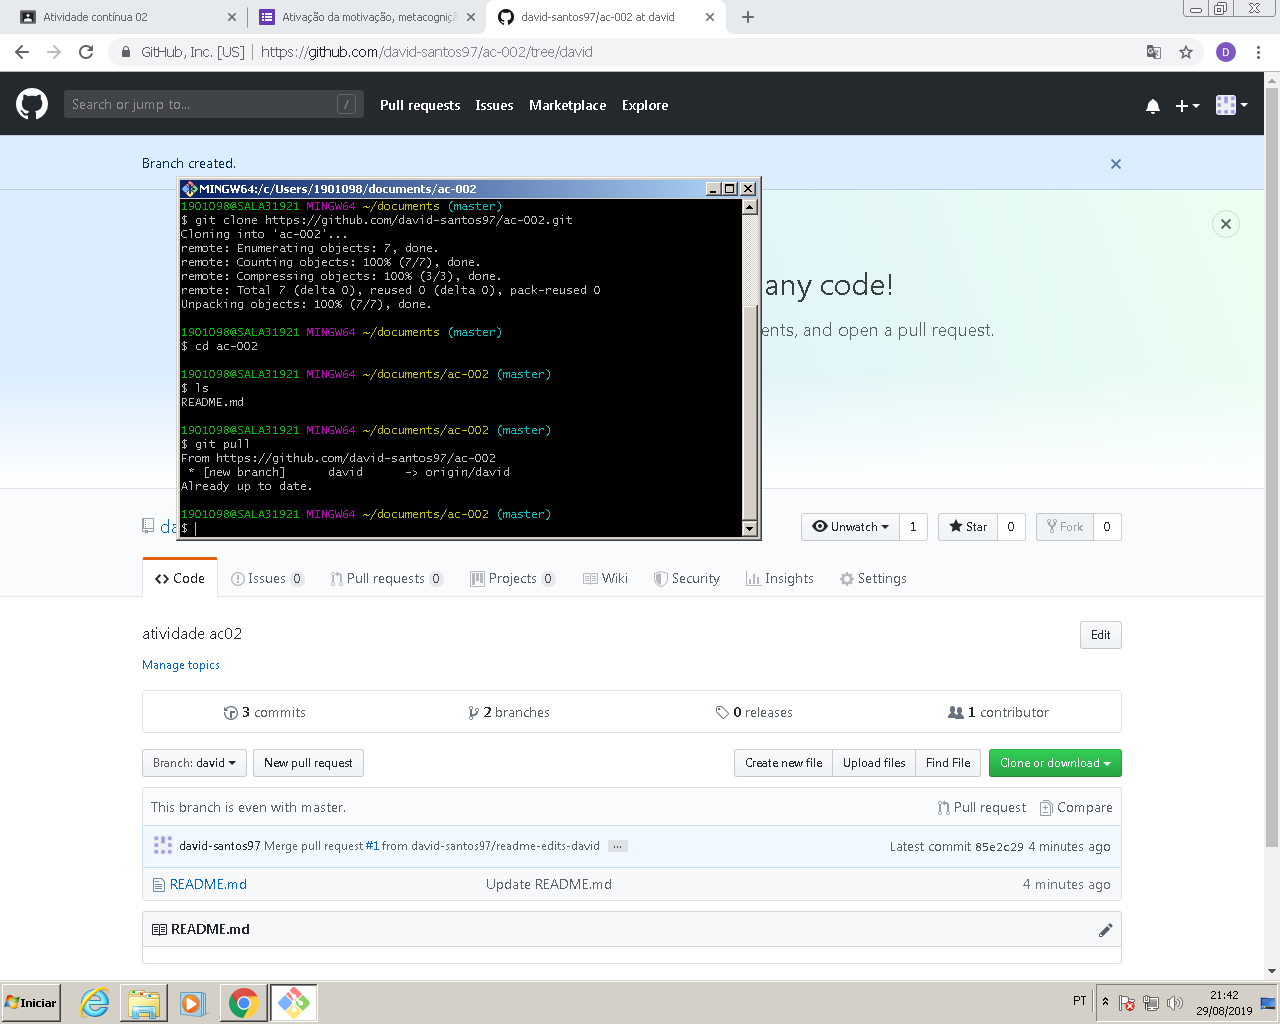 Atividade contínua 02
Ativação da motivação, metacogniç
david-santos97/ac-002 at david
GitHub, Inc. [US] | https://github.com/david-santos97/ac-002/tree/david
D
Search or jump to...
/
Pull requests
Issues
Marketplace
Explore
Branch created.
MINGW64:/c/Users/1901098/documents/ac-002
1901098@SALA31921 MINGW64 ~/documents (master)
$ git clone https://github.com/david-santos97/ac-002.git
Cloning into 'ac-002'...
remote: Enumerating objects: 7, done.
remote: Counting objects: 100% (7/7), done.
remote: Compressing objects: 100% (3/3), done.
remote: Total 7 (delta 0), reused 0 (delta 0), pack-reused 0
Unpacking objects: 100% (7/7), done.
1901098@SALA31921 MINGW64 ~/documents (master)
$ cd ac-002
1901098@SALA31921 MINGW64 ~/documents/ac-002 (master)
$ ls
README.md
1901098@SALA31921 MINGW64 ~/documents/ac-002 (master)
$ git pull
From https://github.com/david-santos97/ac-002
* [new branch] david -> origin/david
Already up to date.
1901098@SALA31921 MINGW64 ~/documents/ac-002 (master)
$
any code!
ents, and open a pull request.
da
Unwatch 1
Star 0
Fork 0
Code
Issues 0
Pull requests 0
Projects 0
Wiki
Security
Insights
Settings
atividade ac02
Edit
Manage topics
3 commits
2 branches
0 releases
1 contributor
Branch: david
New pull request
Create new file
Upload files
Find File
Clone or download
This branch is even with master.
Pull request
Compare
david-santos97 Merge pull request #1 from david-santos97/readme-edits-david ...
Latest commit 85e2c29 4 minutes ago
README.md
Update README.md
4 minutes ago
README.md
Iniciar
PT
21:42
29/08/2019